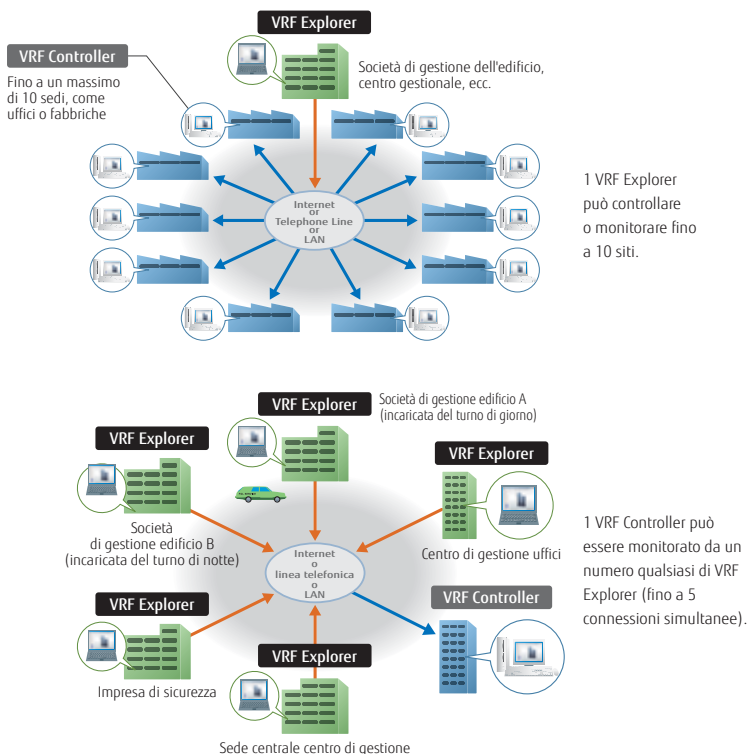 VRF Explorer
VRF Controller
Fino a un massimo
di 10 sedi, come
uffici o fabbriche
Società di gestione dell'edificio,
centro gestionale, ecc.
Internet
or
Telephone Line
or
LAN
1 VRF Explorer
può controllare
o monitorare fino
a 10 siti.
VRF Explorer
Società di gestione edificio A
(incaricata del turno di giorno)
VRF Explorer
Società
di gestione edificio B
(incaricata del turno di notte)
VRF Explorer
Centro di gestione uffici
Internet
o
linea telefonica
o
LAN
VRF Explorer
Impresa di sicurezza
VRF Controller
VRF Explorer
Sede centrale centro di gestione
1 VRF Controller può
essere monitorato da un
numero qualsiasi di VRF
Explorer (fino a 5
connessioni simultanee).